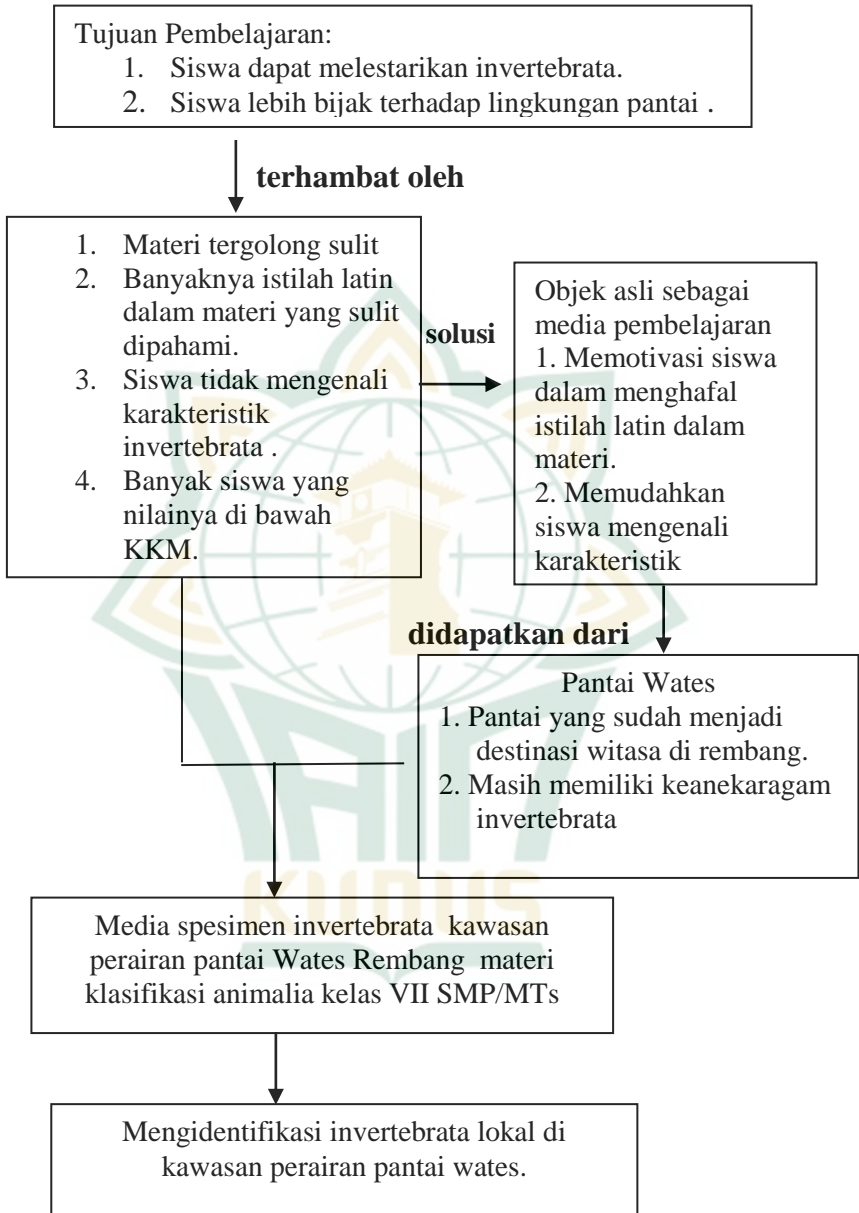 Tujuan Pembelajaran:
1. Siswa dapat melestarikan invertebrata.
2. Siswa lebih bijak terhadap lingkungan pantai .
terhambat oleh
1. Materi tergolong sulit
2. Banyaknya istilah latin
dalam materi yang sulit
dipahami.
3. Siswa tidak mengenali
karakteristik
invertebrata .
4. Banyak siswa yang
nilainya di bawah
KKM.
solusi
Objek asli sebagai
media pembelajaran
1. Memotivasi siswa
dalam menghafal
istilah latin dalam
materi.
2. Memudahkan
siswa mengenali
karakteristik
didapatkan dari
Pantai Wates
1. Pantai yang sudah menjadi
destinasi witasa di rembang.
2. Masih memiliki keanekaragam
invertebrata
IAIN
KUDUS
Media spesimen invertebrata kawasan
perairan pantai Wates Rembang materi
klasifikasi animalia kelas VII SMP/MTs
Mengidentifikasi invertebrata lokal di
kawasan perairan pantai wates.